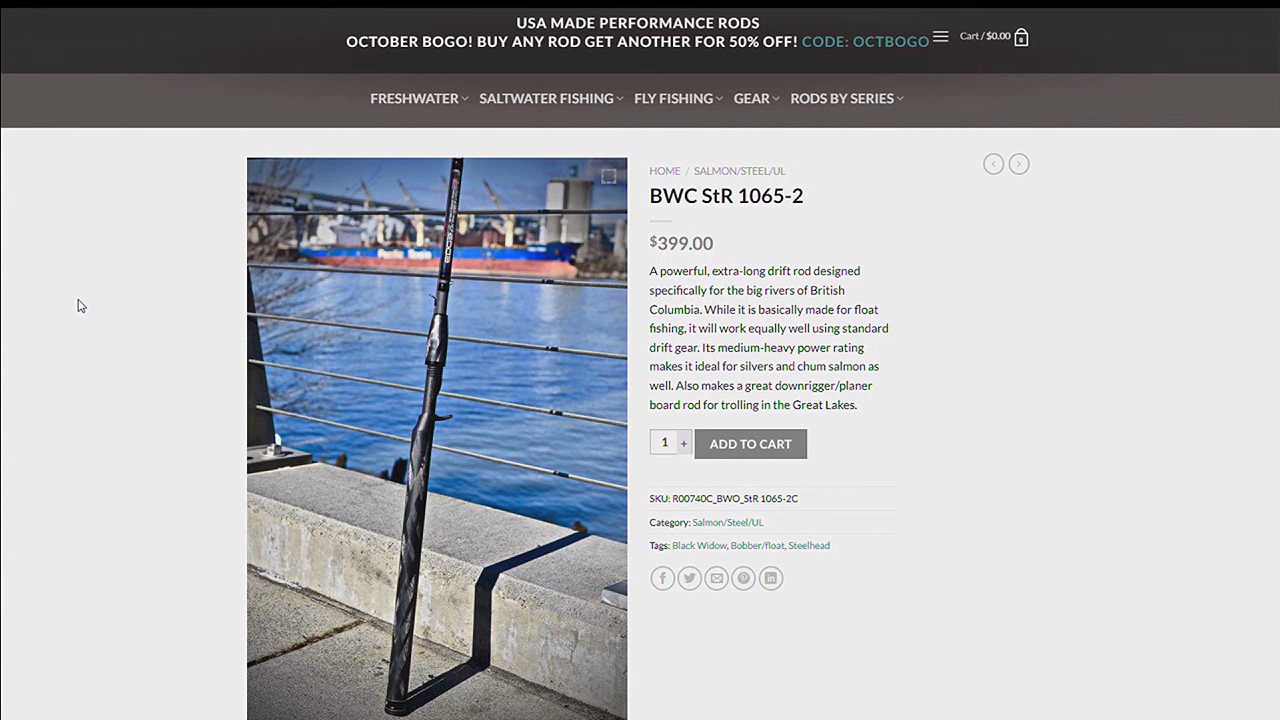 USA MADE PERFORMANCE RODS
OCTOBER BOGO! BUY ANY ROD GET ANOTHER FOR 50% OFF! CODE: OCTBOGO
Cart / $0.00 0
FRESHWATER SALTWATER FISHING FLY FISHING GEAR RODS BY SERIES
HOME / SALMON/STEEL/UL
BWC StR 1065-2
$399.00
A powerful, extra-long drift rod designed
specifically for the big rivers of British
Columbia. While it is basically made for float
fishing, it will work equally well using standard
drift gear. Its medium-heavy power rating
makes it ideal for silvers and chum salmon as
well. Also makes a great downrigger/planer
board rod for trolling in the Great Lakes.
1 + ADD TO CART
SKU: R00740C_BWO_StR 1065-2C
Category: Salmon/Steel/UL
Tags: Black Widow, Bobber/float, Steelhead
EDGE